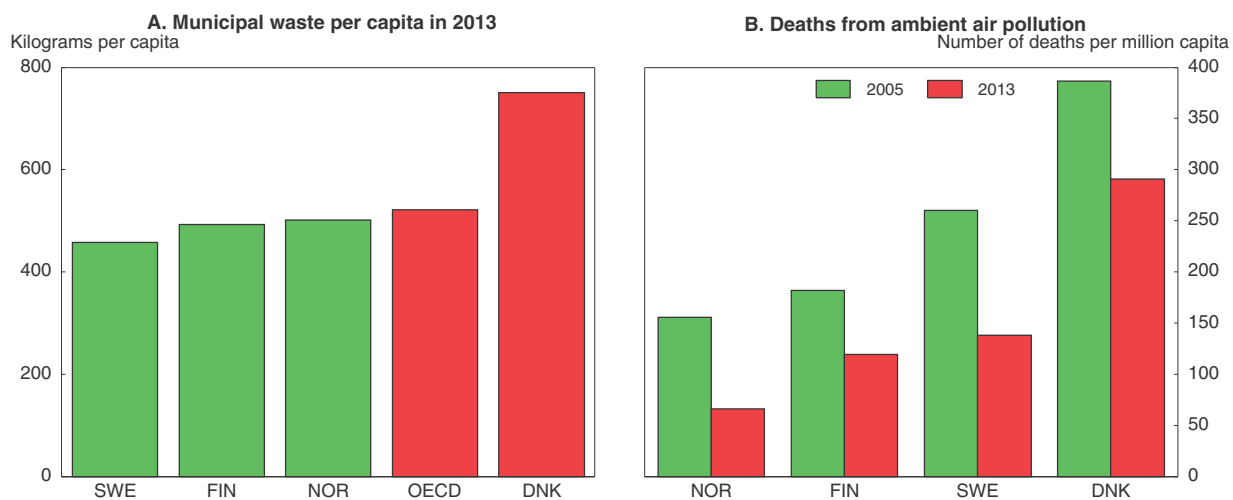 A. Municipal waste per capita in 2013
Kilograms per capita
800
600
400
200
0
SWE FIN NOR OECD DNK
B. Deaths from ambient air pollution
Number of deaths per million capita
2005 2013
400
350
300
250
200
150
100
50
0
NOR FIN SWE DNK